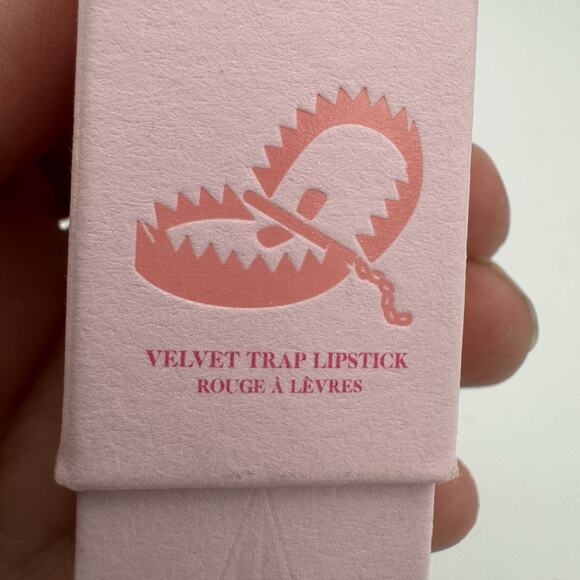 VELVET TRAP LIPSTICK
ROUGE À LÈVRES